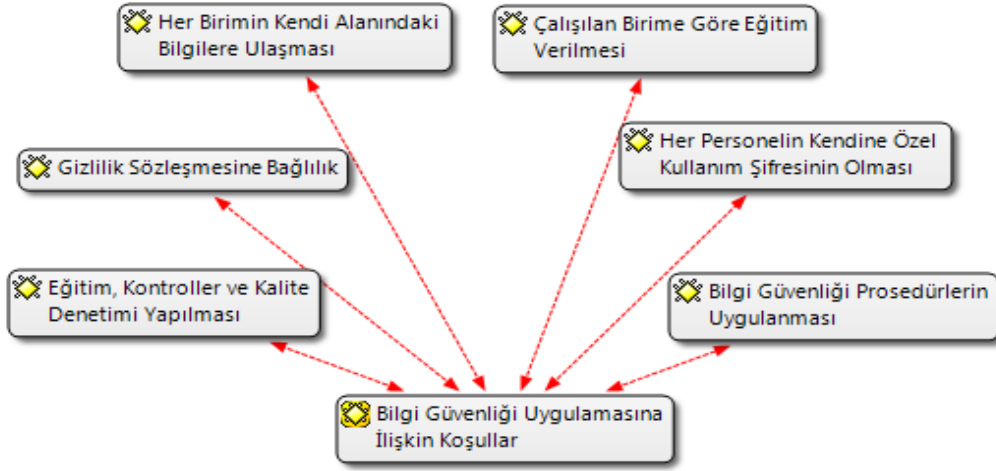 Her Birimin Kendi Alanındaki
Bilgilere Ulaşması
Çalışılan Birime Göre Eğitim
Verilmesi
Her Personelin Kendine Özel
Kullanım Şifresinin Olması
Gizlilik Sözleşmesine Bağlılık
Eğitim, Kontroller ve Kalite
Denetimi Yapılması
Bilgi Güvenliği Prosedürlerin
Uygulanması
Bilgi Güvenliği Uygulamasına
İlişkin Koşullar